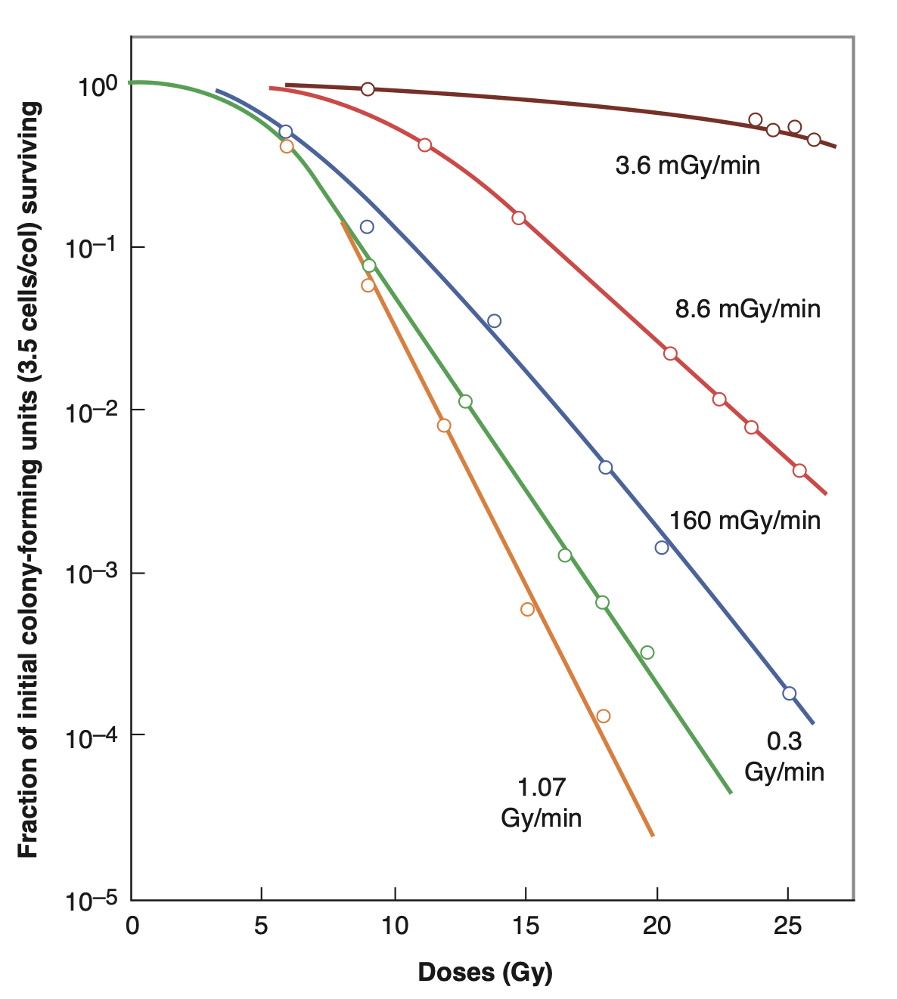 Fraction of initial colony-forming units (3.5 cells/col) surviving
10⁰
10⁻¹
10⁻²
10⁻³
10⁻⁴
10⁻⁵
3.6 mGy/min
8.6 mGy/min
160 mGy/min
0.3
Gy/min
1.07
Gy/min
0 5 10 15 20 25
Doses (Gy)